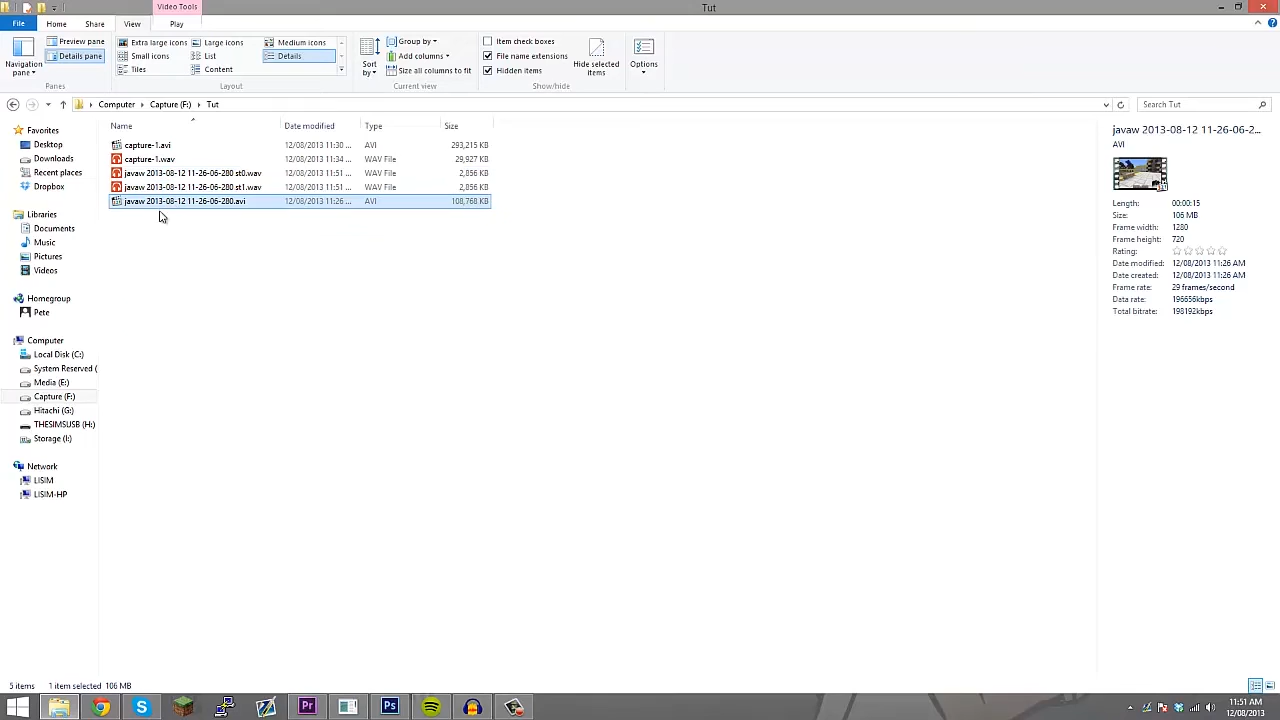 Video Tools
Tut
File Home Share View Play
Navigation pane
Preview pane
Details pane
Panes
Extra large icons Large icons Medium icons
Small icons List Details
Tiles Content
Layout
Sort by
Group by
Add columns
Size all columns to fit
Current view
Item check boxes
File name extensions
Hidden items
Hide selected items
Show/hide
Options
Computer Capture (F:) Tut
Search Tut
Name Date modified Type Size
capture-1.avi 12/08/2013 11:30 ... AVI 293,215 KB
capture-1.wav 12/08/2013 11:34 ... WAV File 29,927 KB
javaw 2013-08-12 11-26-06-280 st0.wav 12/08/2013 11:51 ... WAV File 2,856 KB
javaw 2013-08-12 11-26-06-280 st1.wav 12/08/2013 11:51 ... WAV File 2,856 KB
javaw 2013-08-12 11-26-06-280.avi 12/08/2013 11:26 ... AVI 108,768 KB
Favorites
Desktop
Downloads
Recent places
Dropbox
Libraries
Documents
Music
Pictures
Videos
Homegroup
Pete
Computer
Local Disk (C:)
System Reserved (
Media (E:)
Capture (F:)
Hitachi (G:)
THESIMSUSB (H:)
Storage (I:)
Network
LISIM
LISIM-HP
javaw 2013-08-12 11-26-06-2...
AVI
Length: 00:00:15
Size: 106 MB
Frame width: 1280
Frame height: 720
Rating:
Date modified: 12/08/2013 11:26 AM
Date created: 12/08/2013 11:26 AM
Frame rate: 29 frames/second
Data rate: 196656kbps
Total bitrate: 198192kbps
5 items 1 item selected 106 MB
Pr
Ps
11:51 AM
12/08/2013